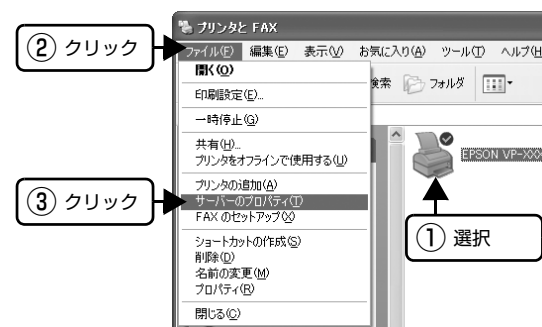 プリンタと FAX
② クリック
ファイル(F) 編集(E) 表示(V) お気に入り(A) ツール(T) ヘルプ(H
開く(O)
検索 フォルダ
印刷設定(E)...
一時停止(G)
共有(H)...
プリンタをオフラインで使用する(U)
EPSON VP-XXX
プリンタの追加(A)
③ クリック
サーバーのプロパティ(T)
FAX のセットアップ(X)
① 選択
ショートカットの作成(S)
削除(D)
名前の変更(M)
プロパティ(R)
閉じる(C)